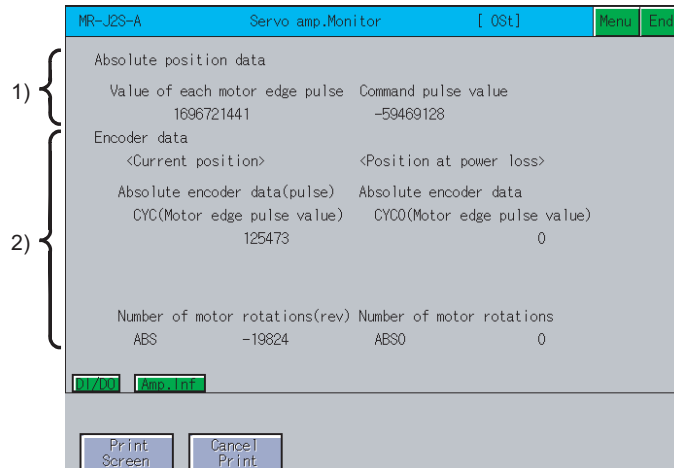 MR-J2S-A Servo amp.Monitor [ OSt] Menu End
Absolute position data
1)
Value of each motor edge pulse Command pulse value
1696721441 -59469128
Encoder data
<Current position> <Position at power loss>
Absolute encoder data(pulse) Absolute encoder data
CYC(Motor edge pulse value) CYCO(Motor edge pulse value)
2)
125473 0
Number of motor rotations(rev) Number of motor rotations
ABS -19824 ABSO 0
DI/DO Amp.Inf
Print Cancel
Screen Print